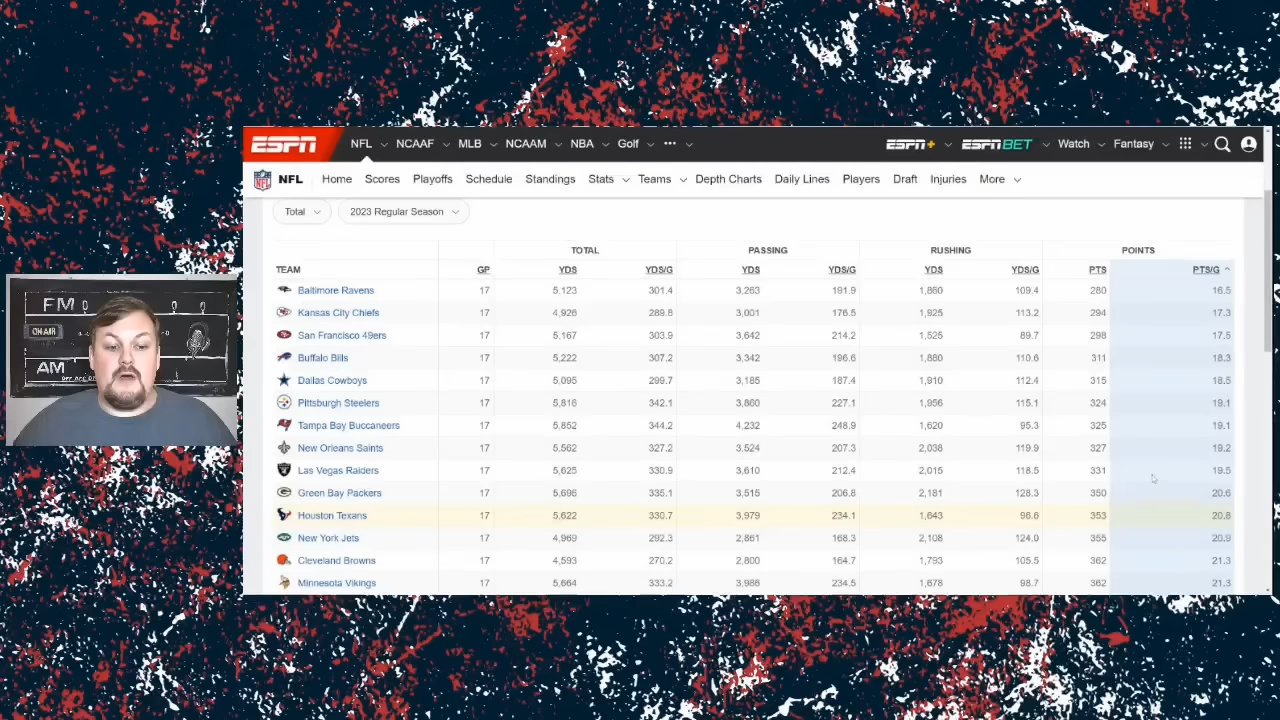 ESPN NFL NCAAF MLB NCAAM NBA Golf ESPN+ ESPN BET Watch Fantasy
NFL Home Scores Playoffs Schedule Standings Stats Teams Depth Charts Daily Lines Players Draft Injuries More
Total 2023 Regular Season
TOTAL PASSING RUSHING POINTS
TEAM GP YDS YDS/G YDS YDS/G YDS YDS/G PTS PTS/G
Baltimore Ravens 17 5,123 301.4 3,263 191.9 1,860 109.4 280 16.5
Kansas City Chiefs 17 4,926 289.8 3,001 176.5 1,925 113.2 294 17.3
San Francisco 49ers 17 5,167 303.9 3,642 214.2 1,525 89.7 298 17.5
Buffalo Bills 17 5,222 307.2 3,342 196.6 1,880 110.6 311 18.3
Dallas Cowboys 17 5,095 299.7 3,185 187.4 1,910 112.4 315 18.5
Pittsburgh Steelers 17 5,816 342.1 3,860 227.1 1,956 115.1 324 19.1
Tampa Bay Buccaneers 17 5,852 344.2 4,232 248.9 1,620 95.3 325 19.1
New Orleans Saints 17 5,562 327.2 3,524 207.3 2,038 119.9 327 19.2
Las Vegas Raiders 17 5,625 330.9 3,610 212.4 2,015 118.5 331 19.5
Green Bay Packers 17 5,696 335.1 3,515 206.8 2,181 128.3 350 20.6
Houston Texans 17 5,622 330.7 3,979 234.1 1,643 96.6 353 20.8
New York Jets 17 4,969 292.3 2,861 168.3 2,108 124.0 355 20.9
Cleveland Browns 17 4,593 270.2 2,800 164.7 1,793 105.5 362 21.3
Minnesota Vikings 17 5,664 333.2 3,986 234.5 1,678 98.7 362 21.3
FM
ON AIR
AM